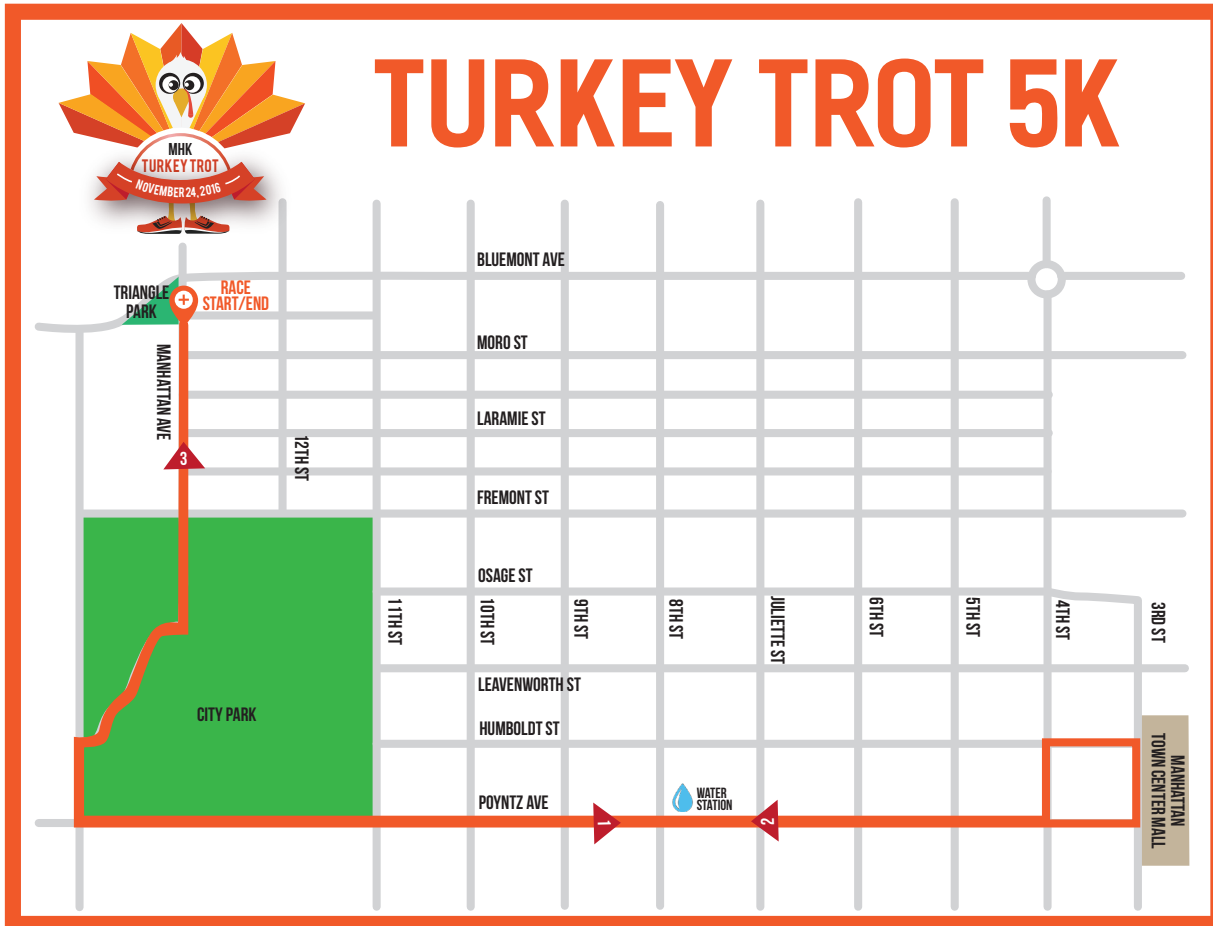 TURKEY TROT 5K
MHK
TURKEY TROT
NOVEMBER 24, 2016
BLUEMONT AVE
TRIANGLE
PARK
RACE
START/END
MORO ST
MANHATTAN AVE
LARAMIE ST
12TH ST
3
FREMONT ST
OSAGE ST
11TH ST
10TH ST
9TH ST
8TH ST
JULIETTE ST
6TH ST
5TH ST
4TH ST
3RD ST
LEAVENWORTH ST
CITY PARK
HUMBOLDT ST
MANHATTAN
TOWN CENTER MALL
POYNTZ AVE
WATER
STATION
1
2